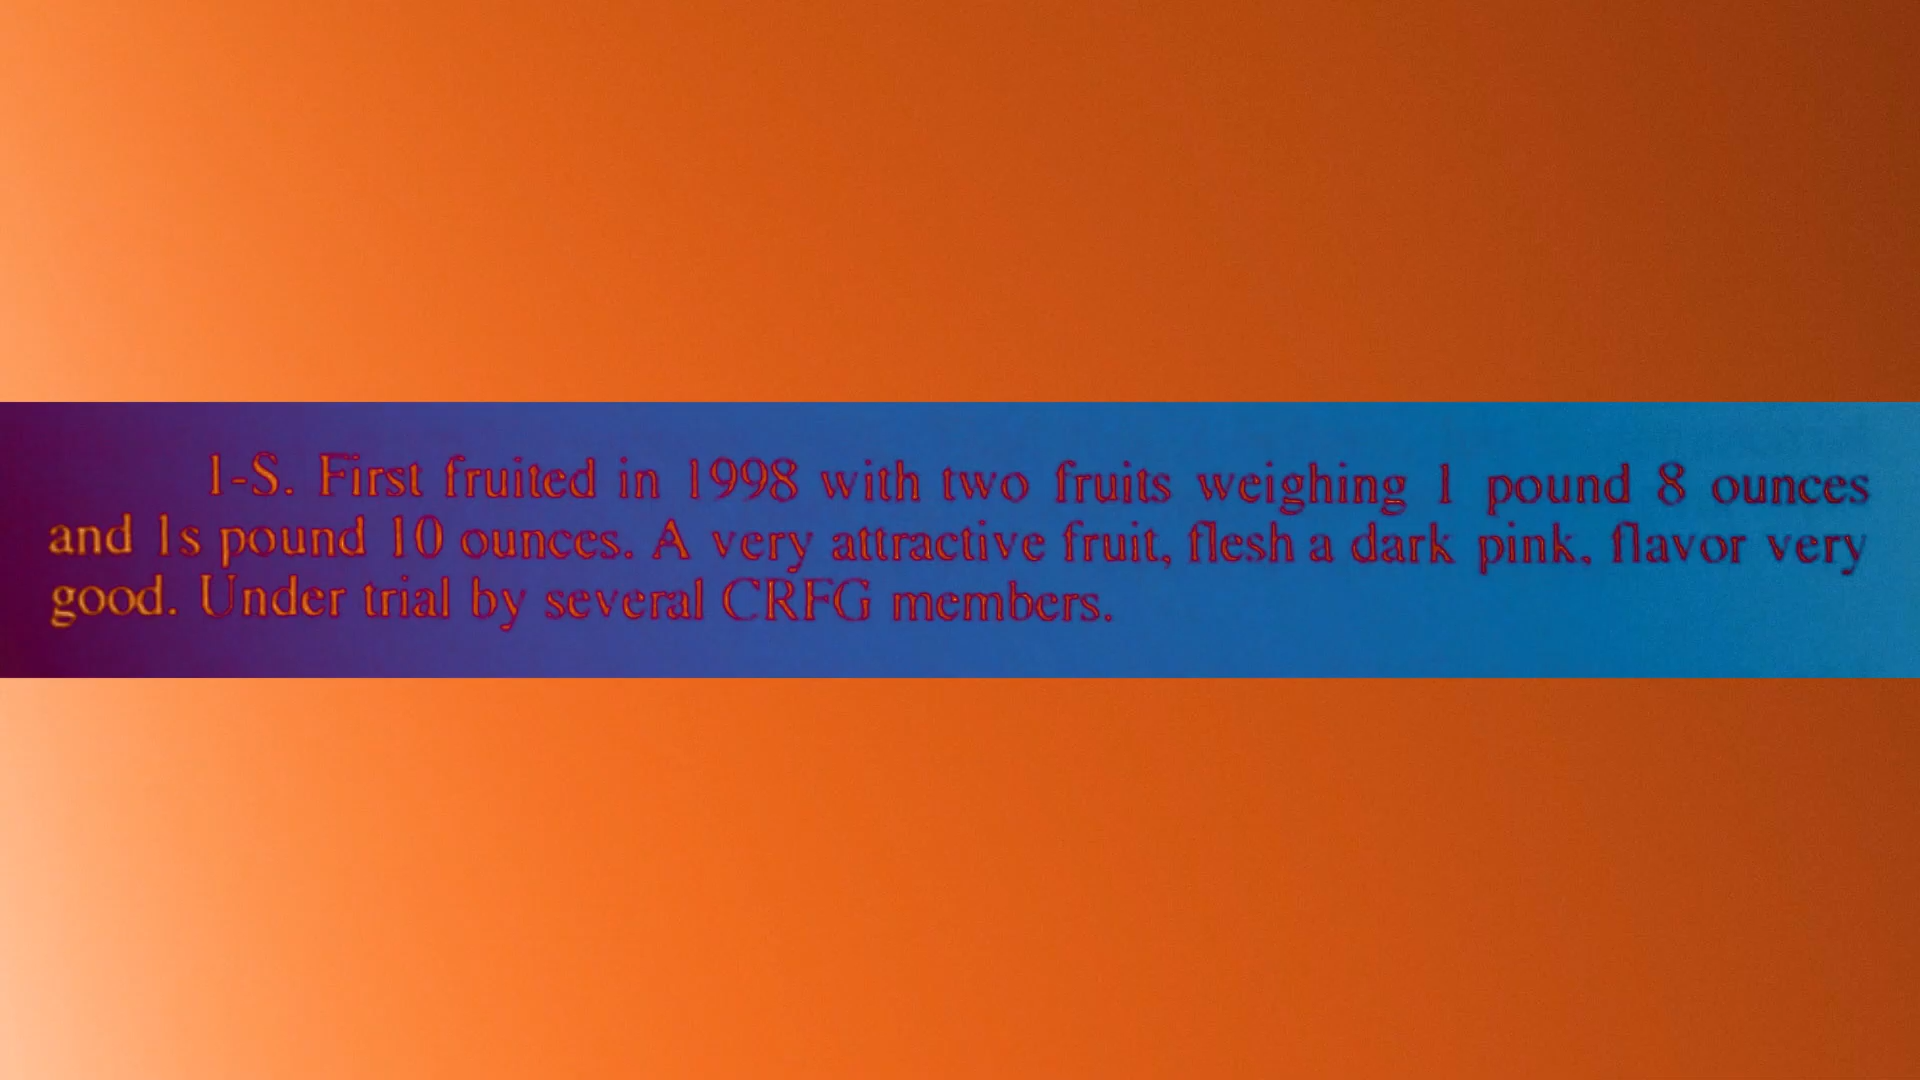 1-S. First fruited in 1998 with two fruits weighing 1 pound 8 ounces
and 1s pound 10 ounces. A very attractive fruit, flesh a dark pink, flavor very
good. Under trial by several CRFG members.